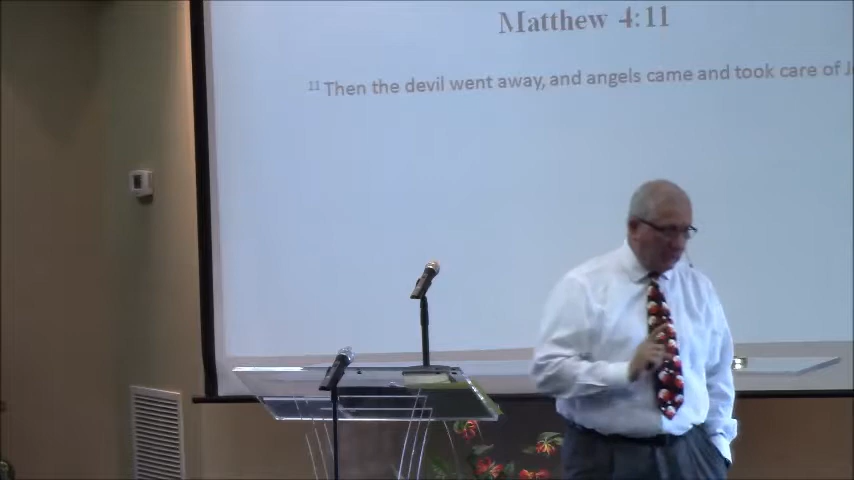 Matthew 4:11
11 Then the devil went away, and angels came and took care of